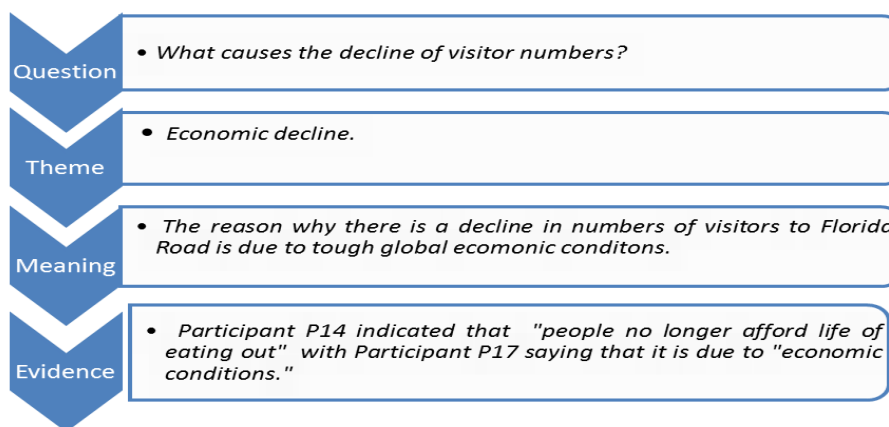 Question
• What causes the decline of visitor numbers?
Theme
• Economic decline.
Meaning
• The reason why there is a decline in numbers of visitors to Florida
Road is due to tough global ecomonic conditons.
Evidence
• Participant P14 indicated that "people no longer afford life of
eating out" with Participant P17 saying that it is due to "economic
conditions."